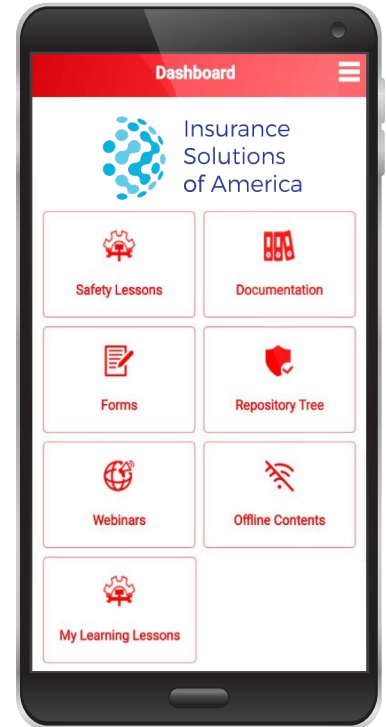 Dashboard
Insurance
Solutions
of America
Safety Lessons
Documentation
Forms
Repository Tree
Webinars
Offline Contents
My Learning Lessons